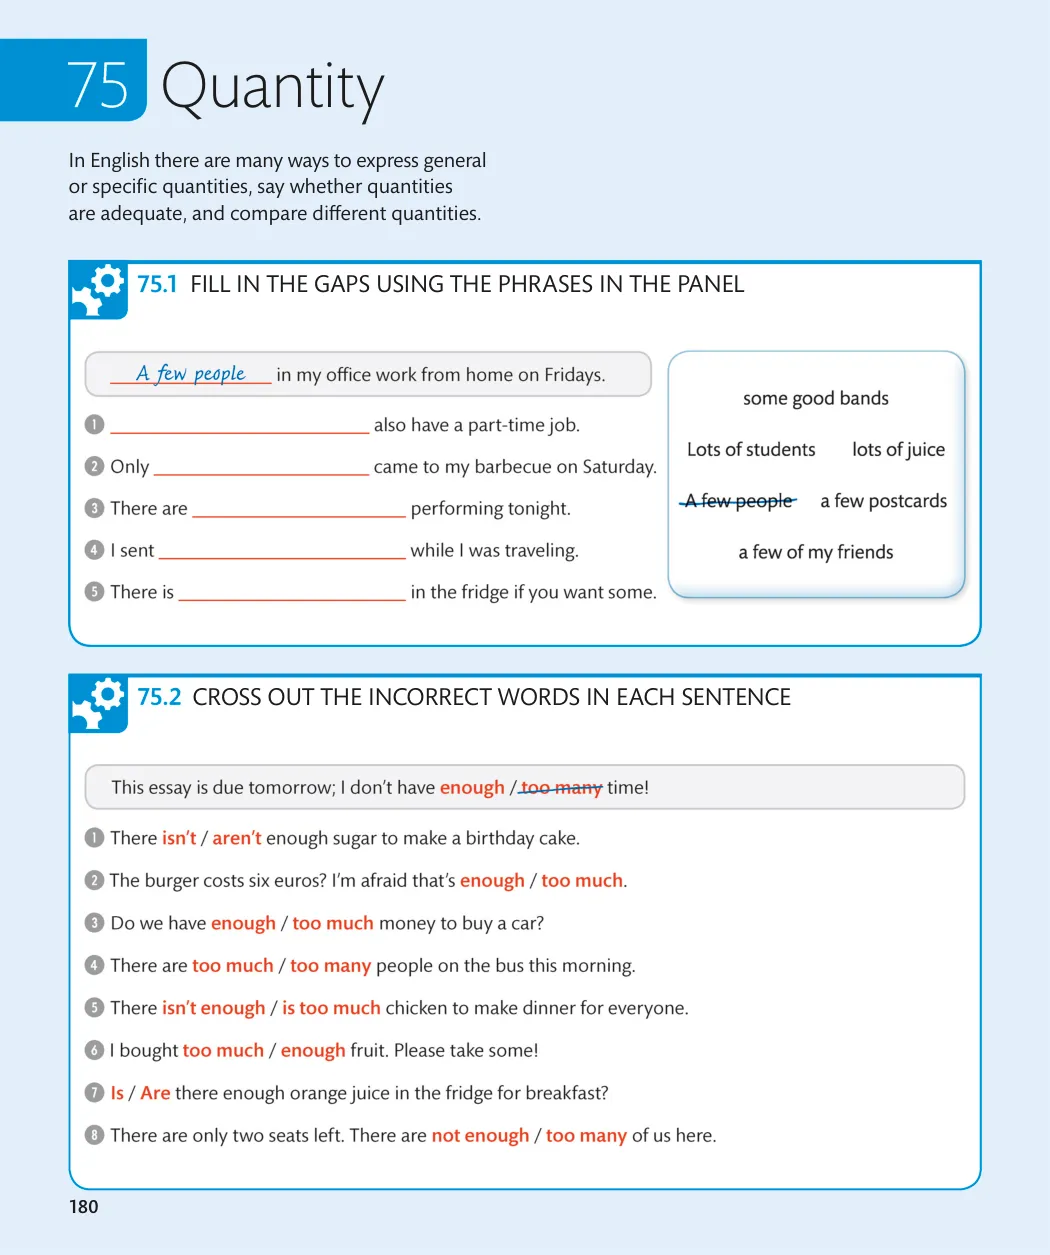 75 Quantity
In English there are many ways to express general
or specific quantities, say whether quantities
are adequate, and compare different quantities.
75.1 FILL IN THE GAPS USING THE PHRASES IN THE PANEL
A few people in my office work from home on Fridays.
1 ______ also have a part-time job.
2 Only ______ came to my barbecue on Saturday.
3 There are ______ performing tonight.
4 I sent ______ while I was traveling.
5 There is ______ in the fridge if you want some.
some good bands
Lots of students lots of juice
A few people a few postcards
a few of my friends
75.2 CROSS OUT THE INCORRECT WORDS IN EACH SENTENCE
This essay is due tomorrow; I don't have enough / too many time!
1 There isn't / aren't enough sugar to make a birthday cake.
2 The burger costs six euros? I'm afraid that's enough / too much.
3 Do we have enough / too much money to buy a car?
4 There are too much / too many people on the bus this morning.
5 There isn't enough / is too much chicken to make dinner for everyone.
6 I bought too much / enough fruit. Please take some!
7 Is / Are there enough orange juice in the fridge for breakfast?
8 There are only two seats left. There are not enough / too many of us here.
180